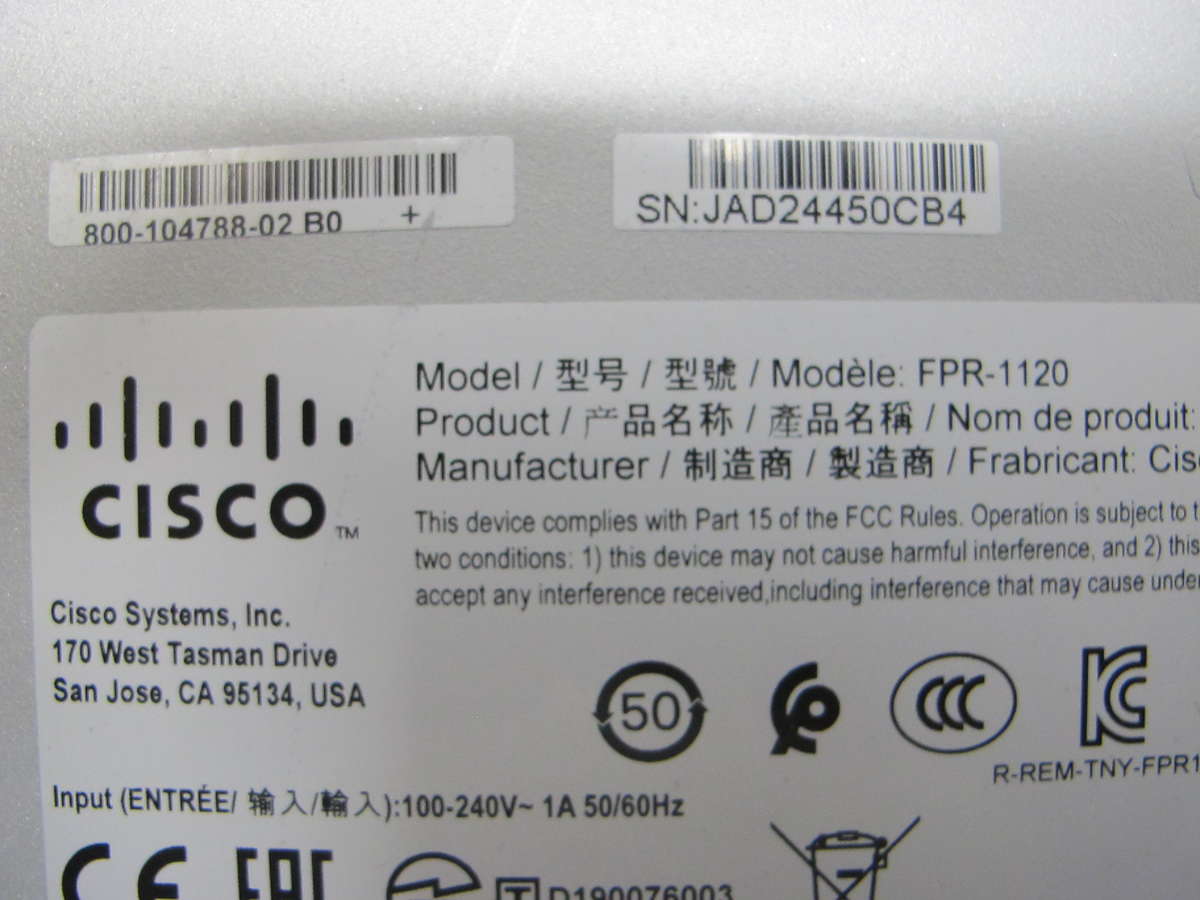 800-104788-02 B0 +
SN:JAD24450CB4
CISCO™
Model / 型号 / 型號 / Modèle: FPR-1120
Product / 产品名称 / 產品名稱 / Nom de produit:
Manufacturer / 制造商 / 製造商 / Frabricant: Cis
This device complies with Part 15 of the FCC Rules. Operation is subject to t
two conditions: 1) this device may not cause harmful interference, and 2) this
accept any interference received,including interference that may cause unde
Cisco Systems, Inc.
170 West Tasman Drive
San Jose, CA 95134, USA
50
CCC
KC
R-REM-TNY-FPR1
Input (ENTRÉE/ 输入/輸入):100-240V~ 1A 50/60Hz
CE EAC
T D190076003